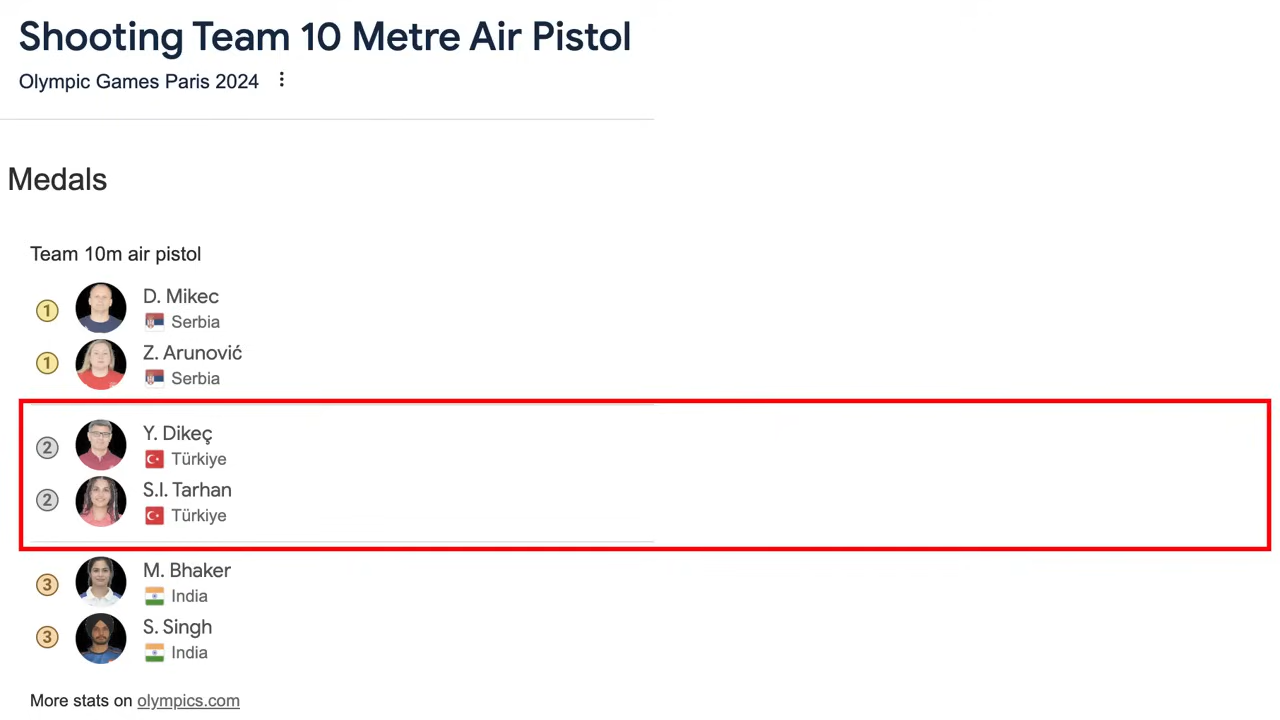 Shooting Team 10 Metre Air Pistol
Olympic Games Paris 2024
Medals
Team 10m air pistol
1
D. Mikec
Serbia
1
Z. Arunović
Serbia
2
Y. Dikeç
Türkiye
2
S.I. Tarhan
Türkiye
3
M. Bhaker
India
3
S. Singh
India
More stats on olympics.com